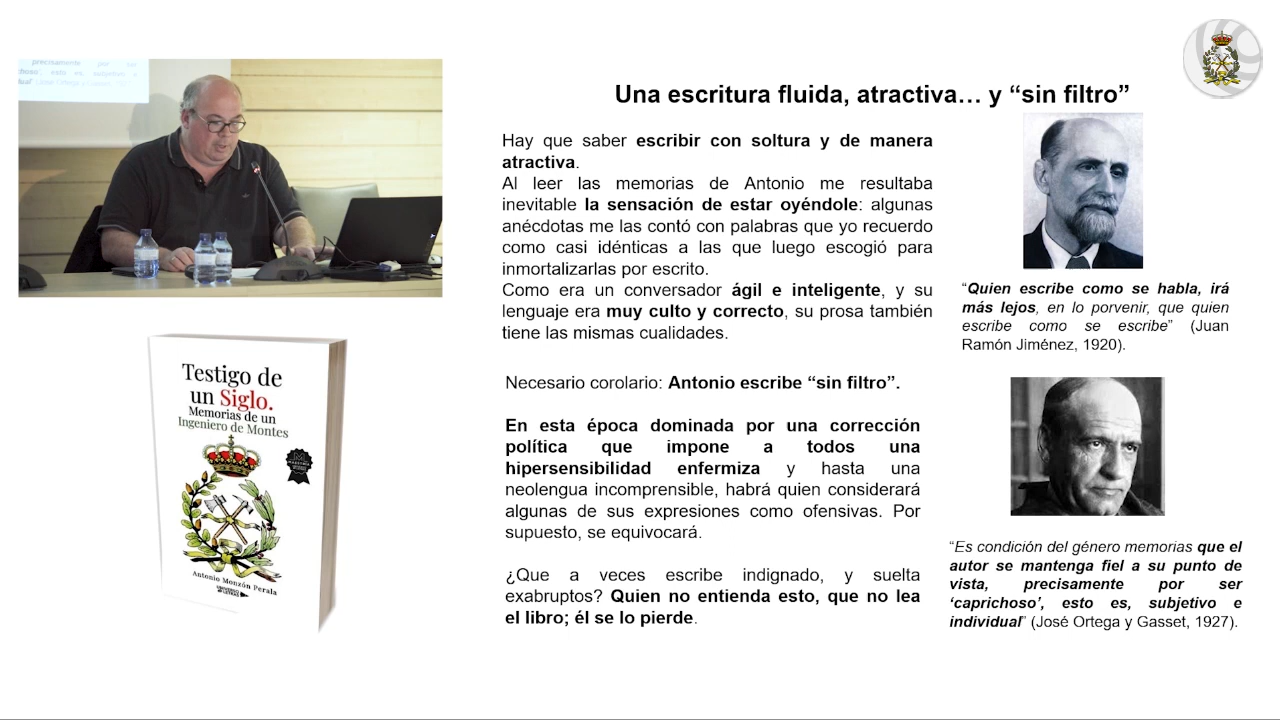 precisamente por ser
Una escritura fluida, atractiva… y “sin filtro”
Hay que saber escribir con soltura y de manera
atractiva.
Al leer las memorias de Antonio me resultaba
inevitable la sensación de estar oyéndole: algunas
anécdotas me las contó con palabras que yo recuerdo
como casi idénticas a las que luego escogió para
inmortalizarlas por escrito.
Como era un conversador ágil e inteligente, y su
lenguaje era muy culto y correcto, su prosa también
tiene las mismas cualidades.
Necesario corolario: Antonio escribe “sin filtro”.
En esta época dominada por una corrección
política que impone a todos una
hipersensibilidad enfermiza y hasta una
neolengua incomprensible, habrá quien considerará
algunas de sus expresiones como ofensivas. Por
supuesto, se equivocará.
¿Que a veces escribe indignado, y suelta
exabruptos? Quien no entienda esto, que no lea
el libro; él se lo pierde.
“Quien escribe como se habla, irá
más lejos, en lo porvenir, que quien
escribe como se escribe” (Juan
Ramón Jiménez, 1920).
“Es condición del género memorias que el
autor se mantenga fiel a su punto de
vista, precisamente por ser
‘caprichoso’, esto es, subjetivo e
individual” (José Ortega y Gasset, 1927).
Testigo de
un Siglo.
Memorias de un
Ingeniero de Montes
Antonio Monzón Perala
UNIVERSO
DE LETRAS